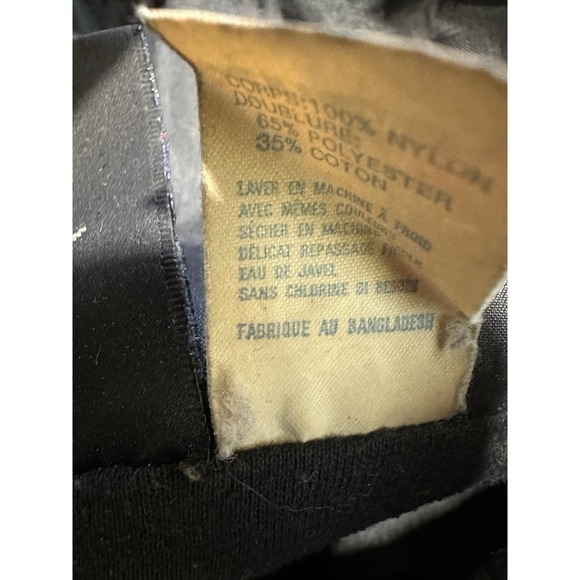 CORPS: 100% NYLON
DOUBLURE:
65% POLYESTER
35% COTON
LAVER EN MACHINE À FROID
AVEC MÊMES COULEURS
SÉCHER EN MACHINE
DÉLICAT REPASSAGE
EAU DE JAVEL
SANS CHLORINE SI BESOIN
FABRIQUE AU BANGLADESH